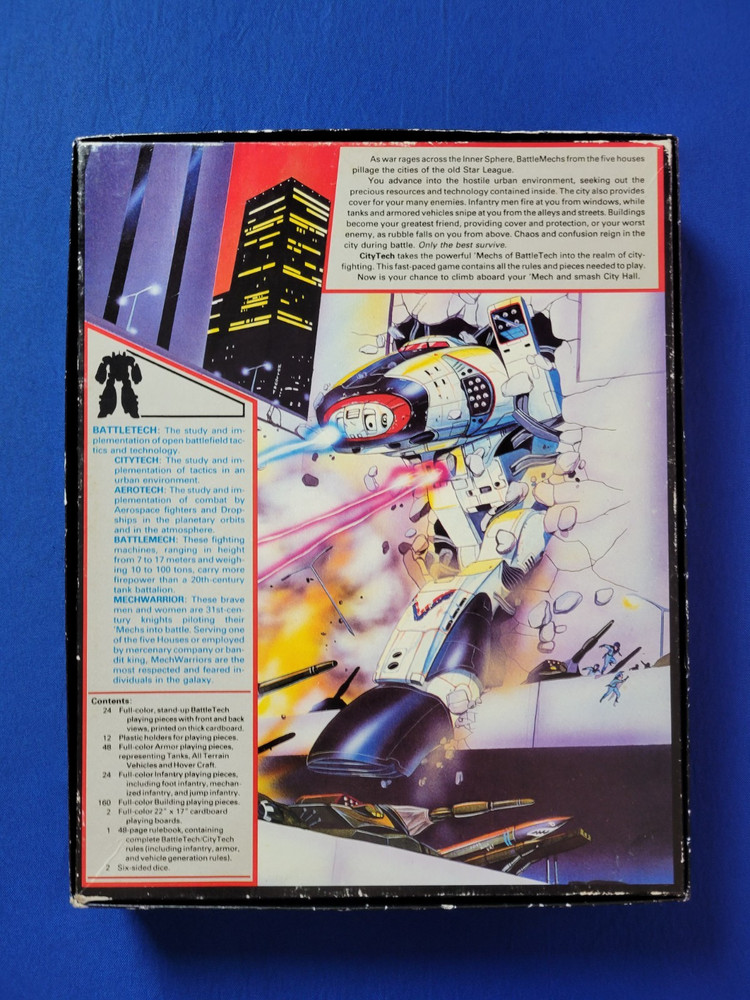 As war rages across the Inner Sphere, BattleMechs from the five houses
pillage the cities of the old Star League.
You advance into the hostile urban environment, seeking out the
precious resources and technology contained inside. The city also provides
cover for your many enemies. Infantry men fire at you from windows, while
tanks and armored vehicles snipe at you from the alleys and streets. Buildings
become your greatest friend, providing cover and protection, or your worst
enemy, as rubble falls on you from above. Chaos and confusion reign in the
city during battle. Only the best survive.
CityTech takes the powerful 'Mechs of BattleTech into the realm of city-
fighting. This fast-paced game contains all the rules and pieces needed to play.
Now is your chance to climb aboard your 'Mech and smash City Hall.
BATTLETECH: The study and im-
plementation of open battlefield tac-
tics and technology.
CITYTECH: The study and im-
plementation of tactics in an
urban environment.
AEROTECH: The study and im-
plementation of combat by
Aerospace fighters and Drop-
ships in the planetary orbits
and in the atmosphere.
BATTLEMECH: These fighting
machines, ranging in height
from 7 to 17 meters and weigh-
ing 10 to 100 tons, carry more
firepower than a 20th-century
tank battalion.
MECHWARRIOR: These brave
men and women are 31st-cen-
tury knights piloting their
'Mechs into battle. Serving one
of the five Houses or employed
by mercenary company or ban-
dit king, MechWarriors are the
most respected and feared in-
dividuals in the galaxy.
Contents:
24 Full-color, stand-up BattleTech
playing pieces with front and back
views, printed on thick cardboard.
12 Plastic holders for playing pieces.
48 Full-color Armor playing pieces,
representing Tanks, All Terrain
Vehicles and Hover Craft.
24 Full-color Infantry playing pieces,
including foot infantry, mechan-
ized infantry, and jump infantry.
160 Full-color Building playing pieces.
2 Full-color 22" x 17" cardboard
playing boards.
1 48-page rulebook, containing
complete BattleTech/CityTech
rules (including infantry, armor,
and vehicle generation rules).
2 Six-sided dice.